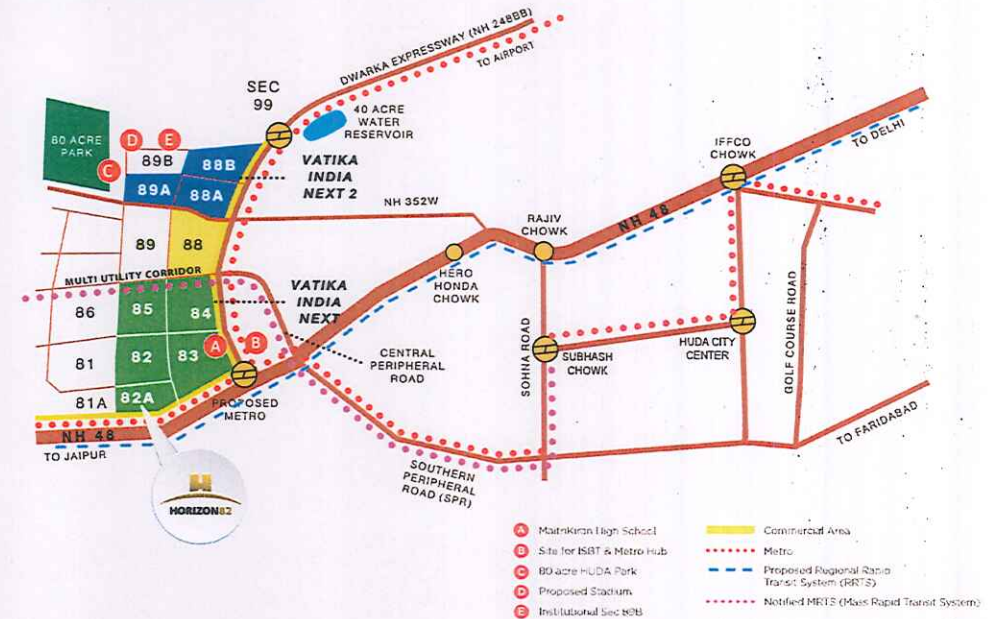 DWARKA EXPRESSWAY (NH 248BB)
TO AIRPORT
SEC
99
40 ACRE
WATER
RESERVOIR
80 ACRE
PARK
D
E
C
89B
88B
89A
88A
VATIKA
INDIA
NEXT 2
IFFCO
CHOWK
TO DELHI
NH 352W
RAJIV
CHOWK
NH 48
89
88
HERO
HONDA
CHOWK
MULTI UTILITY CORRIDOR
VATIKA
INDIA
NEXT
86
85
84
81
82
83
A
B
81A
82A
CENTRAL
PERIPHERAL
ROAD
PROPOSED
METRO
SOHNA ROAD
SUBHASH
CHOWK
HUDA CITY
CENTER
GOLF COURSE ROAD
NH 48
TO JAIPUR
TO FARIDABAD
SOUTHERN
PERIPHERAL
ROAD (SPR)
H
HORIZON82
A MatriKiran High School
B Site for ISBT & Metro Hub
C 80 acre HUDA Park
D Proposed Stadium
E Institutional Sec 89B
Commercial Area
Metro
Proposed Regional Rapid
Transit System (RRTS)
Notified MRTS (Mass Rapid Transit System)